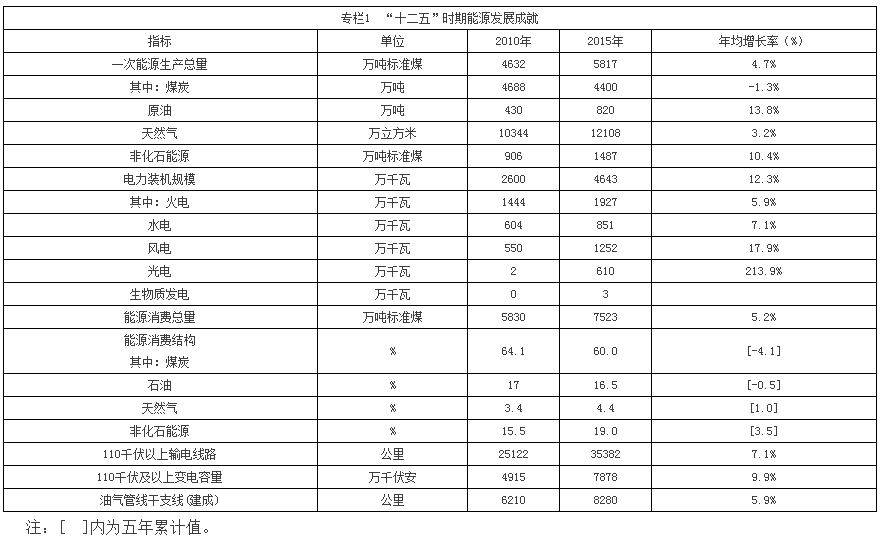 专栏1 “十二五”时期能源发展成就
指标 单位 2010年 2015年 年均增长率（%）
一次能源生产总量 万吨标准煤 4632 5817 4.7%
其中：煤炭 万吨 4688 4400 -1.3%
原油 万吨 430 820 13.8%
天然气 万立方米 10344 12108 3.2%
非化石能源 万吨标准煤 906 1487 10.4%
电力装机规模 万千瓦 2600 4643 12.3%
其中：火电 万千瓦 1444 1927 5.9%
水电 万千瓦 604 851 7.1%
风电 万千瓦 550 1252 17.9%
光电 万千瓦 2 610 213.9%
生物质发电 万千瓦 0 3
能源消费总量 万吨标准煤 5830 7523 5.2%
能源消费结构
其中：煤炭 % 64.1 60.0 [-4.1]
石油 % 17 16.5 [-0.5]
天然气 % 3.4 4.4 [1.0]
非化石能源 % 15.5 19.0 [3.5]
110千伏以上输电线路 公里 25122 35382 7.1%
110千伏及以上变电容量 万千伏安 4915 7878 9.9%
油气管线干支线(建成) 公里 6210 8280 5.9%
注：[ ]内为五年累计值。